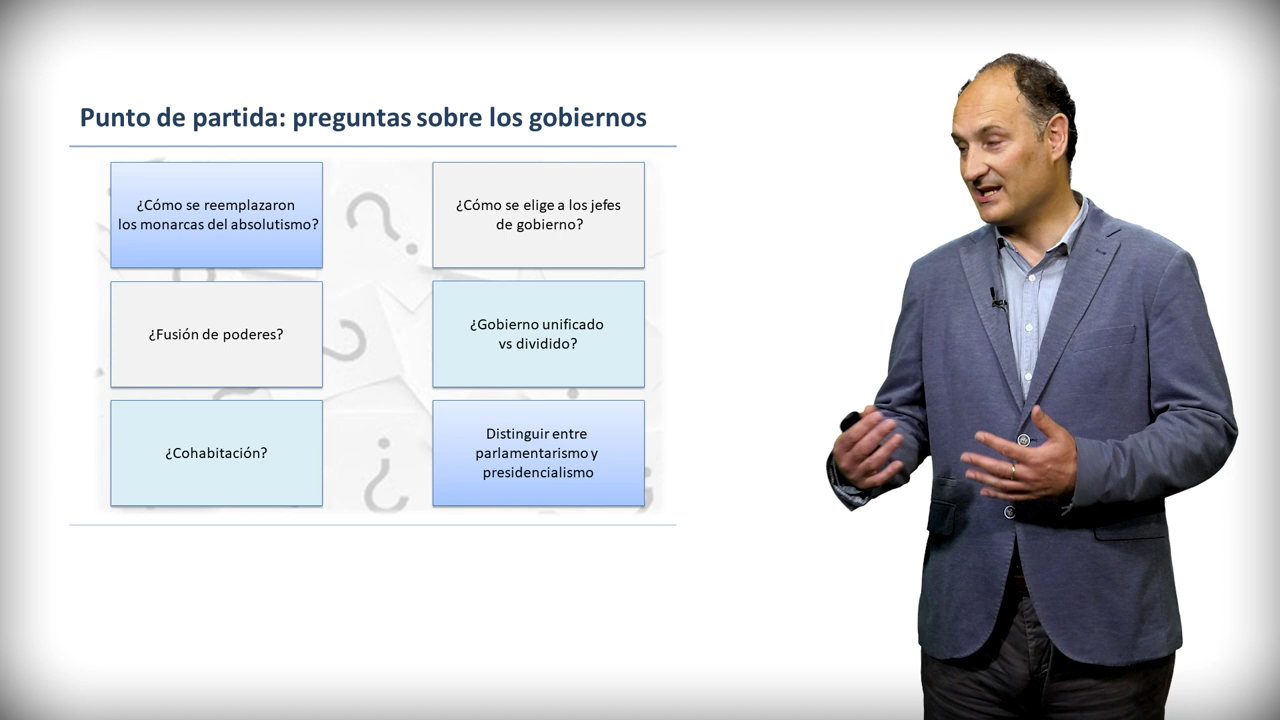 Punto de partida: preguntas sobre los gobiernos
¿Cómo se reemplazaron
los monarcas del absolutismo?
¿Cómo se elige a los jefes
de gobierno?
¿Fusión de poderes?
¿Gobierno unificado
vs dividido?
¿Cohabitación?
Distinguir entre
parlamentarismo y
presidencialismo